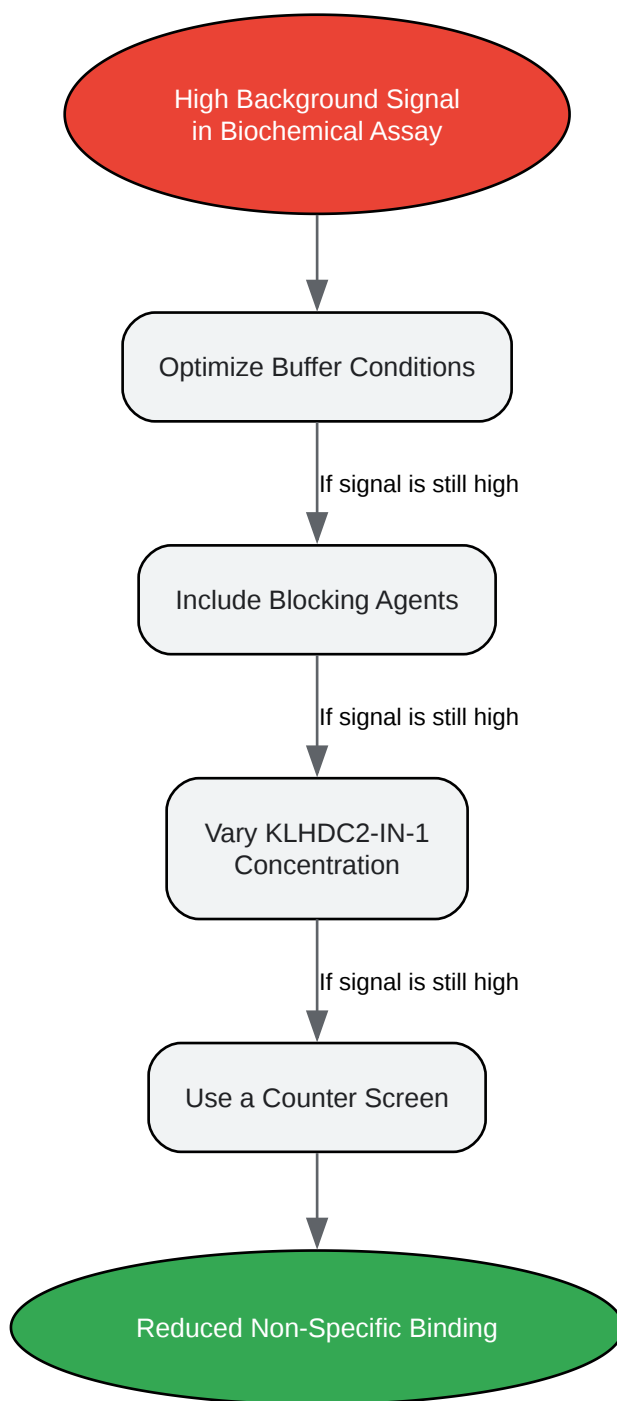 High Background Signal
in Biochemical Assay
Optimize Buffer Conditions
If signal is still high
Include Blocking Agents
If signal is still high
Vary KLHDC2-IN-1
Concentration
If signal is still high
Use a Counter Screen
Reduced Non-Specific Binding